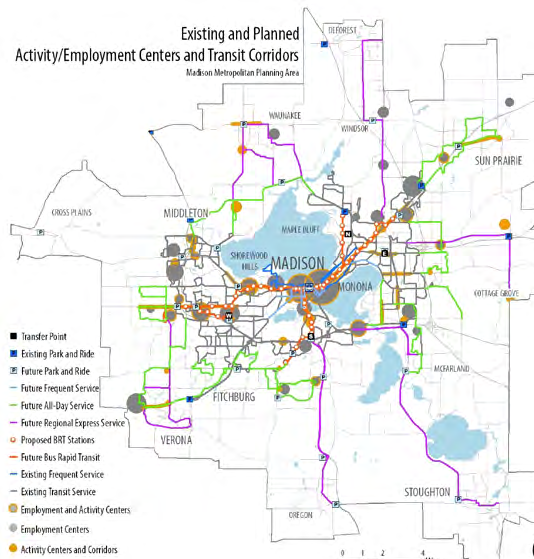 Existing and Planned
Activity/Employment Centers and Transit Corridors
Madison Metropolitan Planning Area
DEFOREST
WAUNAKEE
WINDSOR
SUN PRAIRIE
CROSS PLAINS
MIDDLETON
MAPLE BLUFF
SHOREWOOD
HILLS
MADISON
MONONA
COTTAGE GROVE
MCFARLAND
FITCHBURG
VERONA
STOUGHTON
OREGON
Transfer Point
Existing Park and Ride
Future Park and Ride
Future Frequent Service
Future All-Day Service
Future Regional Express Service
Proposed BRT Stations
Future Bus Rapid Transit
Existing Frequent Service
Existing Transit Service
Employment and Activity Centers
Employment Centers
Activity Centers and Corridors
0 1 2 4